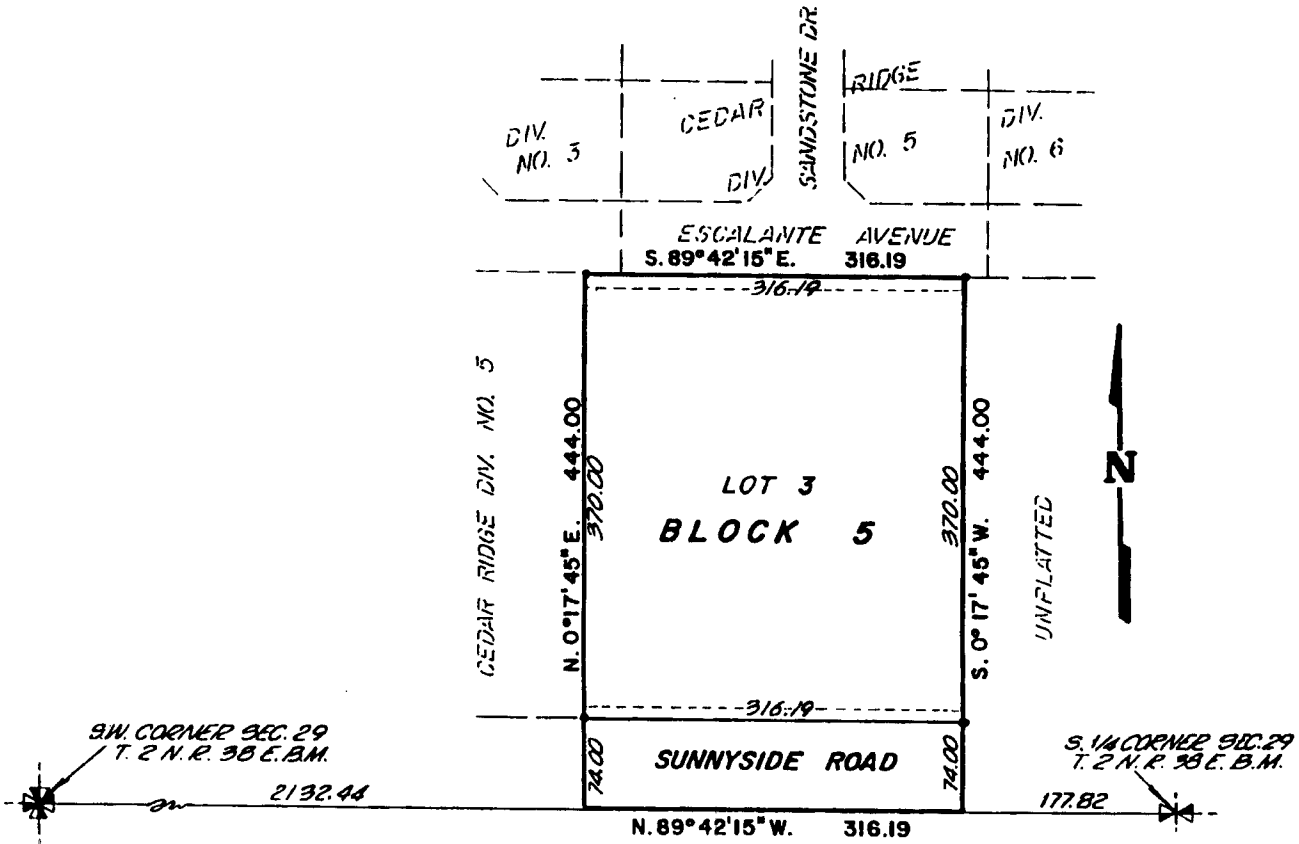 SANDSTONE DR.
DIV.
NO. 3
CEDAR
DIV.
RIDGE
NO. 5
DIV.
NO. 6
ESCALANTE AVENUE
S. 89° 42' 15" E. 316.19
316.19
CEDAR RIDGE DIV. NO. 5
N. 0° 17' 45" E. 444.00
370.00
LOT 3
BLOCK 5
370.00
S. 0° 17' 45" W. 444.00
UNPLATTED
N
316.19
74.00
SUNNYSIDE ROAD
74.00
S.W. CORNER SEC. 29
T. 2 N. R. 38 E. B.M.
2132.44
S. 1/4 CORNER SEC. 29
T. 2 N. R. 38 E. B.M.
177.82
N. 89° 42' 15" W. 316.19